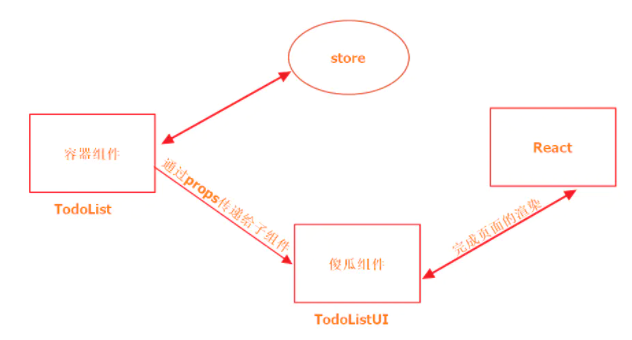 store
容器组件
React
TodoList
通过props传递给子组件
傻瓜组件
完成页面的渲染
TodoListUI